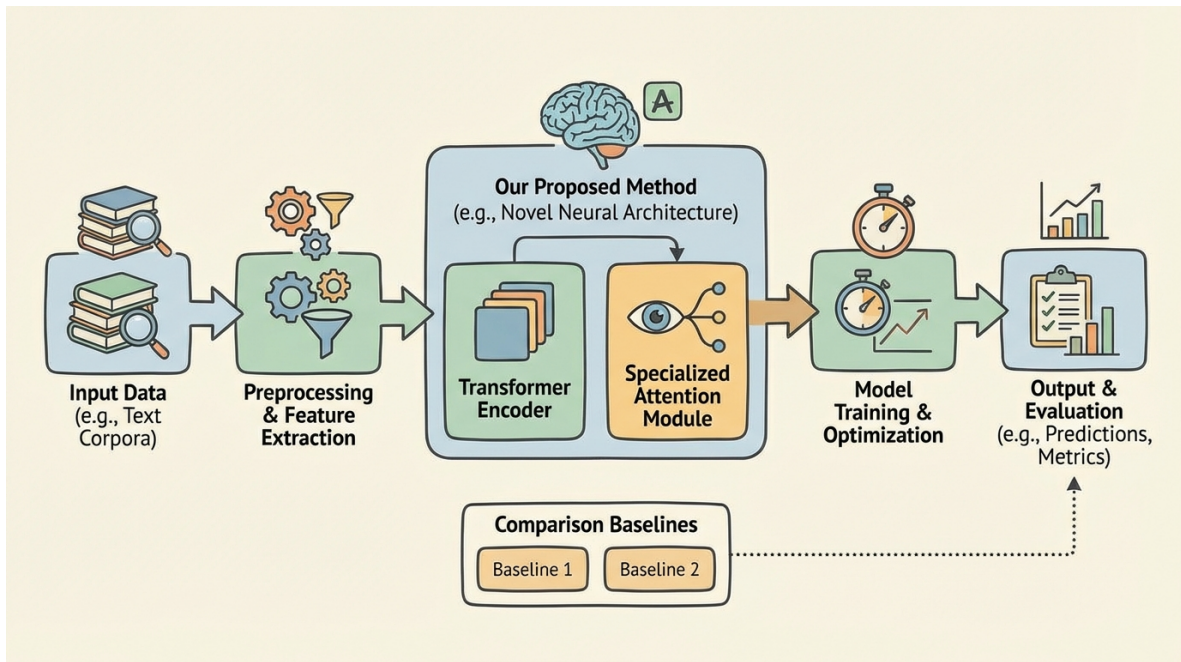 A
Our Proposed Method
(e.g., Novel Neural Architecture)
Transformer
Encoder
Specialized
Attention
Module
Input Data
(e.g., Text
Corpora)
Preprocessing
& Feature
Extraction
Model
Training &
Optimization
Output &
Evaluation
(e.g., Predictions,
Metrics)
Comparison Baselines
Baseline 1
Baseline 2